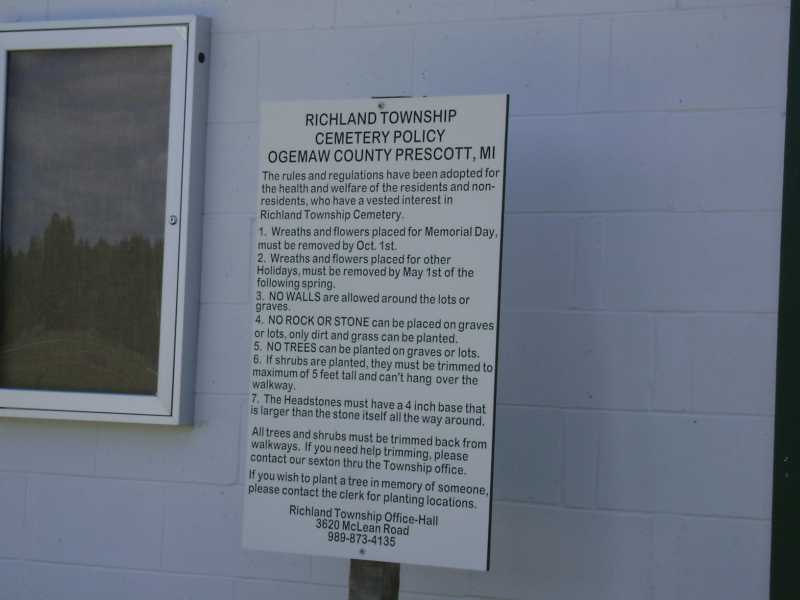 RICHLAND TOWNSHIP
CEMETERY POLICY
OGEMAW COUNTY PRESCOTT, MI
The rules and regulations have been adopted for
the health and welfare of the residents and non-
residents, who have a vested interest in
Richland Township Cemetery.
1. Wreaths and flowers placed for Memorial Day,
must be removed by Oct. 1st.
2. Wreaths and flowers placed for other
Holidays, must be removed by May 1st of the
following spring.
3. NO WALLS are allowed around the lots or
graves.
4. NO ROCK OR STONE can be placed on graves
or lots, only dirt and grass can be planted.
5. NO TREES can be planted on graves or lots.
6. If shrubs are planted, they must be trimmed to
maximum of 5 feet tall and can't hang over the
walkway.
7. The Headstones must have a 4 inch base that
is larger than the stone itself all the way around.
All trees and shrubs must be trimmed back from
walkways. If you need help trimming, please
contact our sexton thru the Township office.
If you wish to plant a tree in memory of someone,
please contact the clerk for planting locations.
Richland Township Office-Hall
3620 McLean Road
989-873-4135